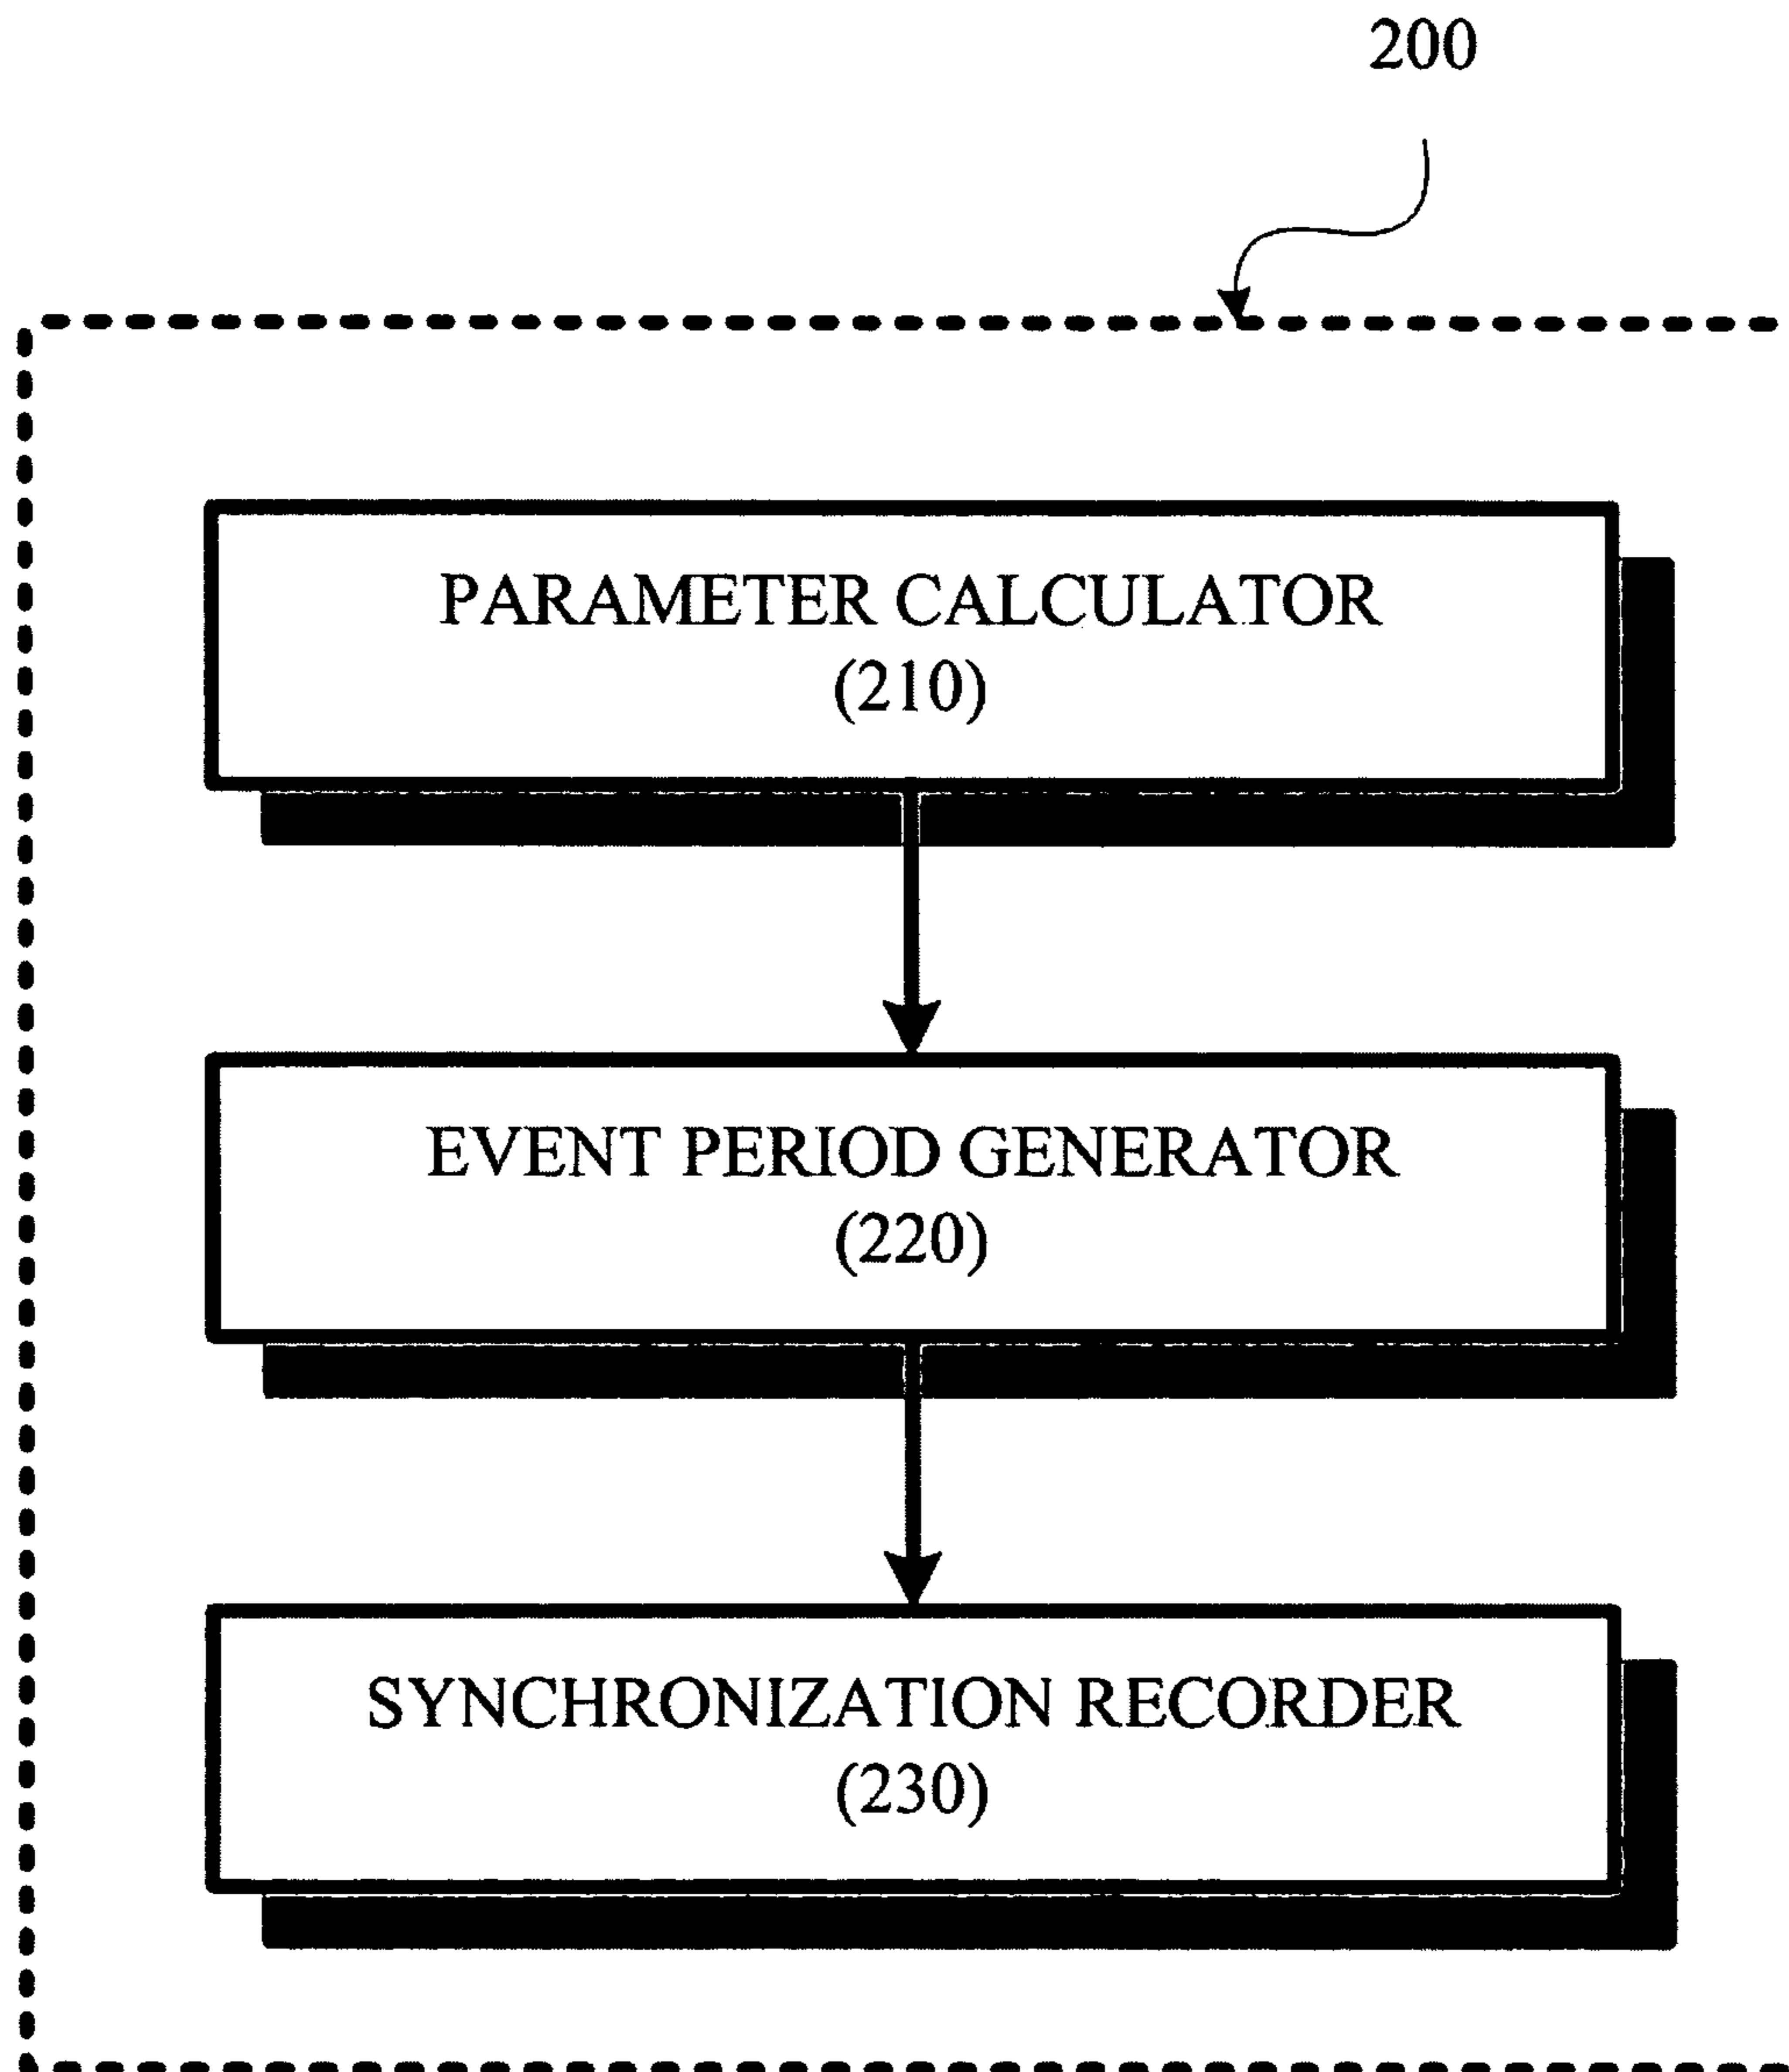 200
PARAMETER CALCULATOR
(210)
EVENT PERIOD GENERATOR
(220)
SYNCHRONIZATION RECORDER
(230)